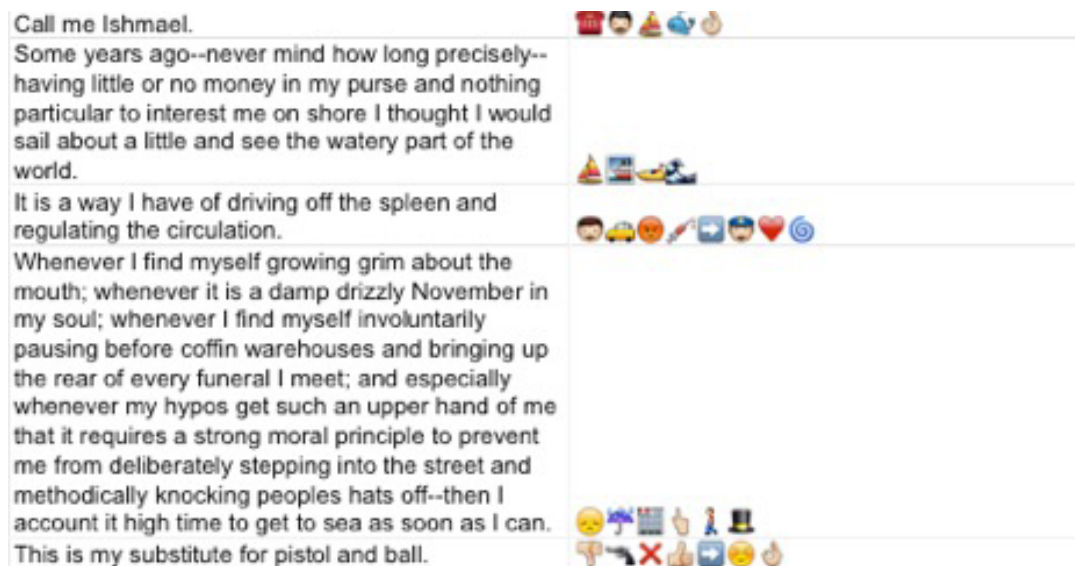 Call me Ishmael.
Some years ago--never mind how long precisely--
having little or no money in my purse and nothing
particular to interest me on shore I thought I would
sail about a little and see the watery part of the
world.
It is a way I have of driving off the spleen and
regulating the circulation.
Whenever I find myself growing grim about the
mouth; whenever it is a damp drizzly November in
my soul; whenever I find myself involuntarily
pausing before coffin warehouses and bringing up
the rear of every funeral I meet; and especially
whenever my hypos get such an upper hand of me
that it requires a strong moral principle to prevent
me from deliberately stepping into the street and
methodically knocking peoples hats off--then I
account it high time to get to sea as soon as I can.
This is my substitute for pistol and ball.